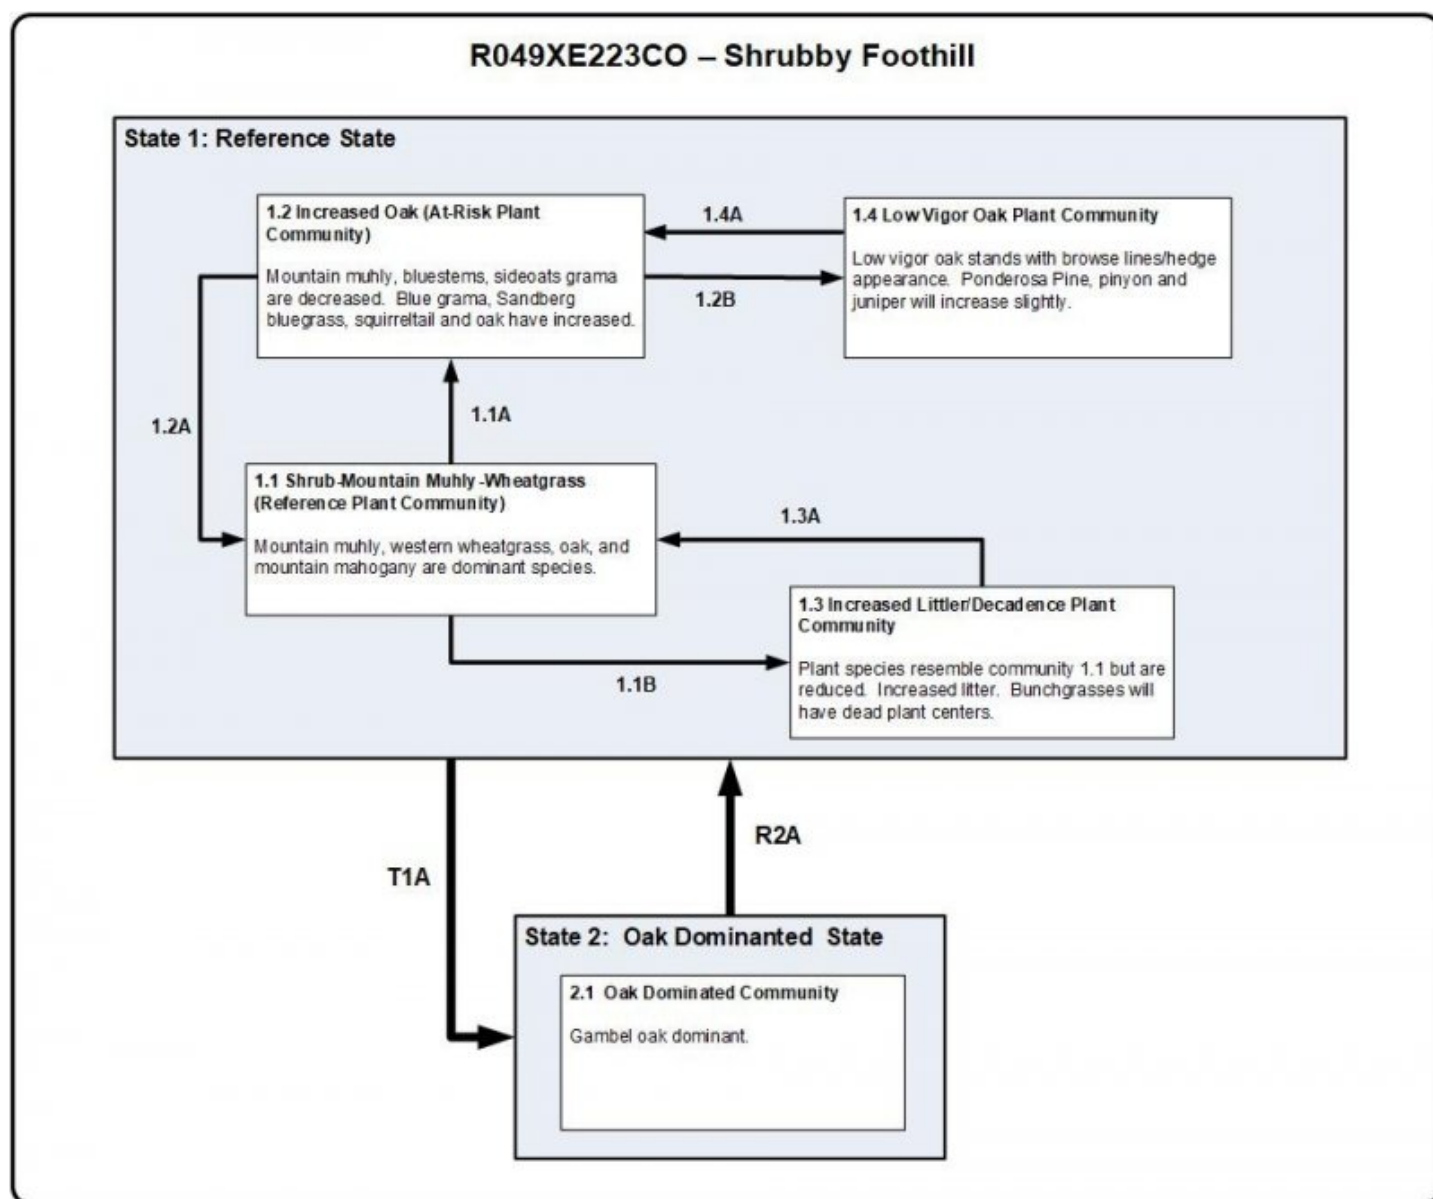 R049XE223CO – Shrubby Foothill
State 1: Reference State
1.2 Increased Oak (At-Risk Plant
Community)
Mountain muhly, bluestems, sideoats grama
are decreased. Blue grama, Sandberg
bluegrass, squirreltail and oak have increased.
1.4A
1.2B
1.4 Low Vigor Oak Plant Community
Low vigor oak stands with browse lines/hedge
appearance. Ponderosa Pine, pinyon and
juniper will increase slightly.
1.2A
1.1A
1.1 Shrub-Mountain Muhly-Wheatgrass
(Reference Plant Community)
Mountain muhly, western wheatgrass, oak, and
mountain mahogany are dominant species.
1.3A
1.1B
1.3 Increased Littler/Decadence Plant
Community
Plant species resemble community 1.1 but are
reduced. Increased litter. Bunchgrasses will
have dead plant centers.
T1A
R2A
State 2: Oak Dominanted State
2.1 Oak Dominated Community
Gambel oak dominant.